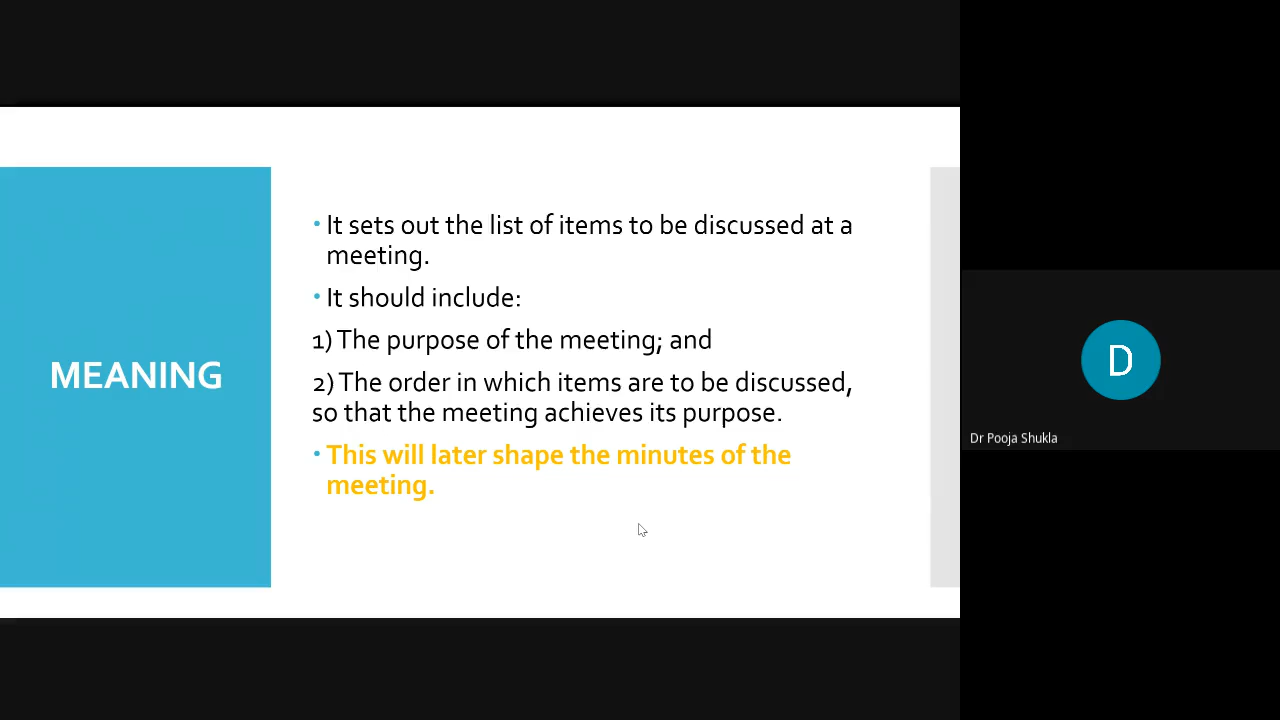 MEANING
• It sets out the list of items to be discussed at a
meeting.
• It should include:
1) The purpose of the meeting; and
2) The order in which items are to be discussed,
so that the meeting achieves its purpose.
• This will later shape the minutes of the
meeting.
D
Dr Pooja Shukla